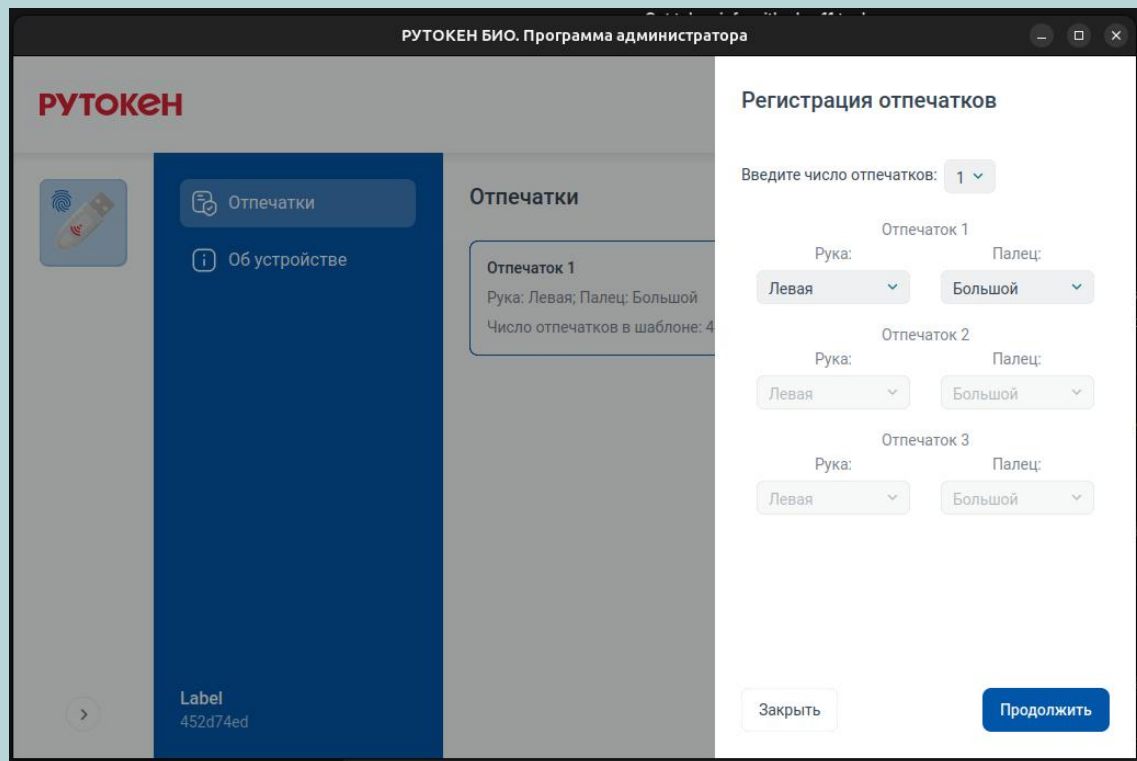 РУТОКЕН БИО. Программа администратора
РУТОКЕН
Отпечатки
Об устройстве
Label
452d74ed
Отпечатки
Отпечаток 1
Рука: Левая; Палец: Большой
Число отпечатков в шаблоне: 4
Регистрация отпечатков
Введите число отпечатков: 1
Отпечаток 1
Рука: Палец:
Левая Большой
Отпечаток 2
Рука: Палец:
Левая Большой
Отпечаток 3
Рука: Палец:
Левая Большой
Закрыть Продолжить